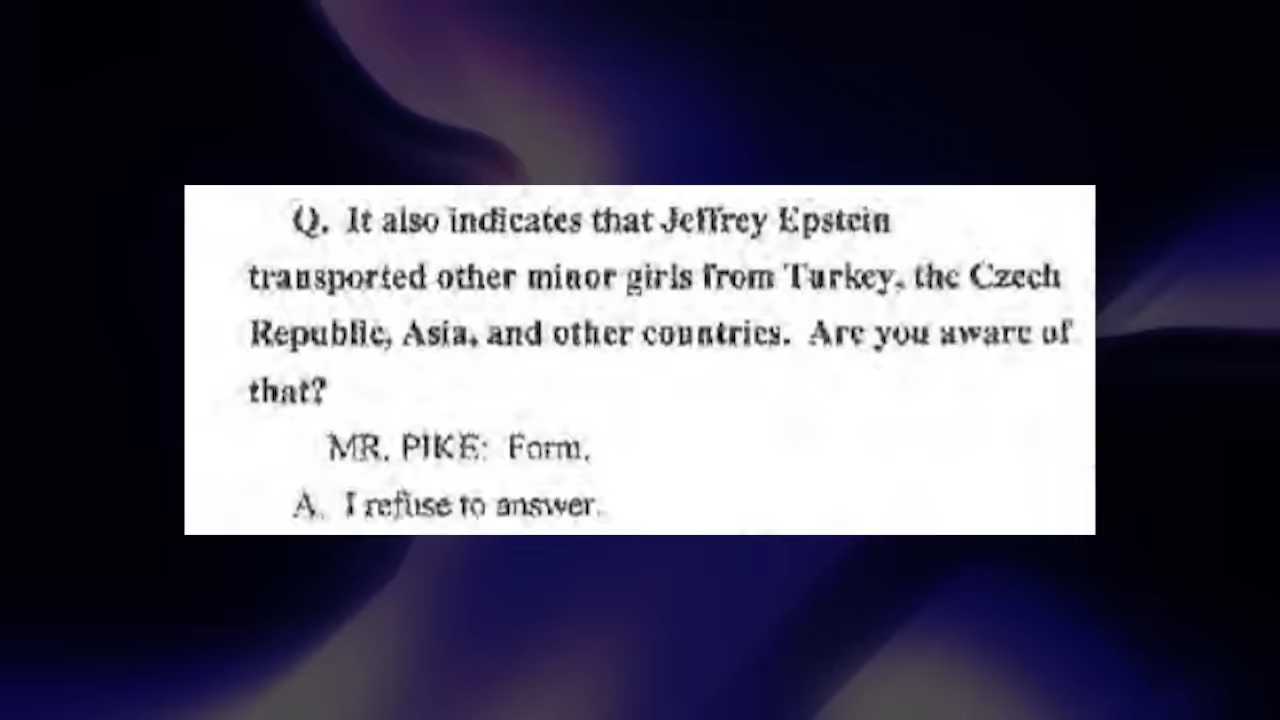 Q. It also indicates that Jeffrey Epstein
transported other minor girls from Turkey, the Czech
Republic, Asia, and other countries. Are you aware of
that?
MR. PIKE: Form.
A. I refuse to answer.